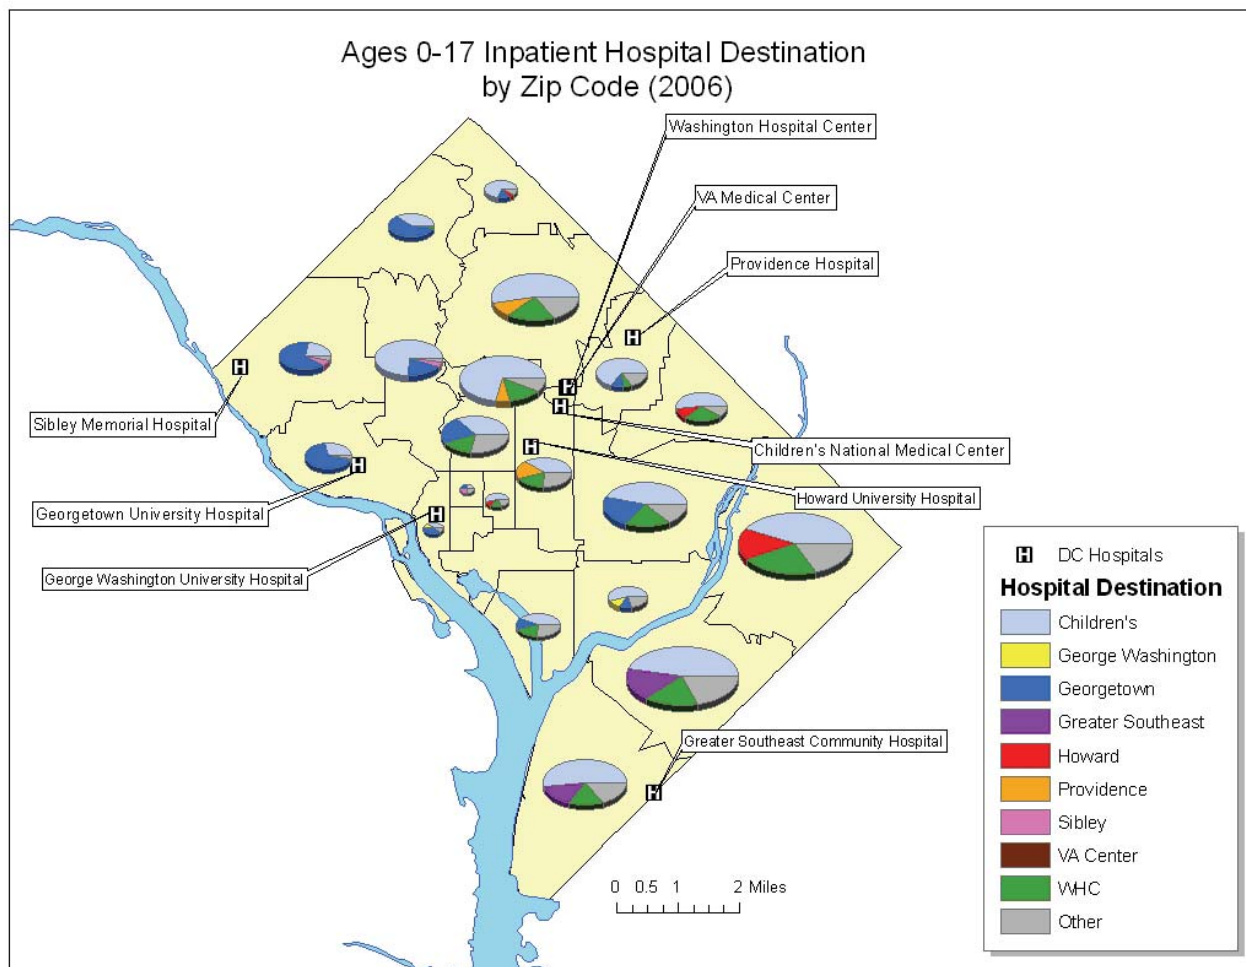 Ages 0-17 Inpatient Hospital Destination
by Zip Code (2006)
Washington Hospital Center
VA Medical Center
Providence Hospital
Sibley Memorial Hospital
Children's National Medical Center
Howard University Hospital
Georgetown University Hospital
George Washington University Hospital
Greater Southeast Community Hospital
H DC Hospitals
Hospital Destination
Children's
George Washington
Georgetown
Greater Southeast
Howard
Providence
Sibley
VA Center
WHC
Other
0 0.5 1 2 Miles
H
H
H
H
H
H
H
H